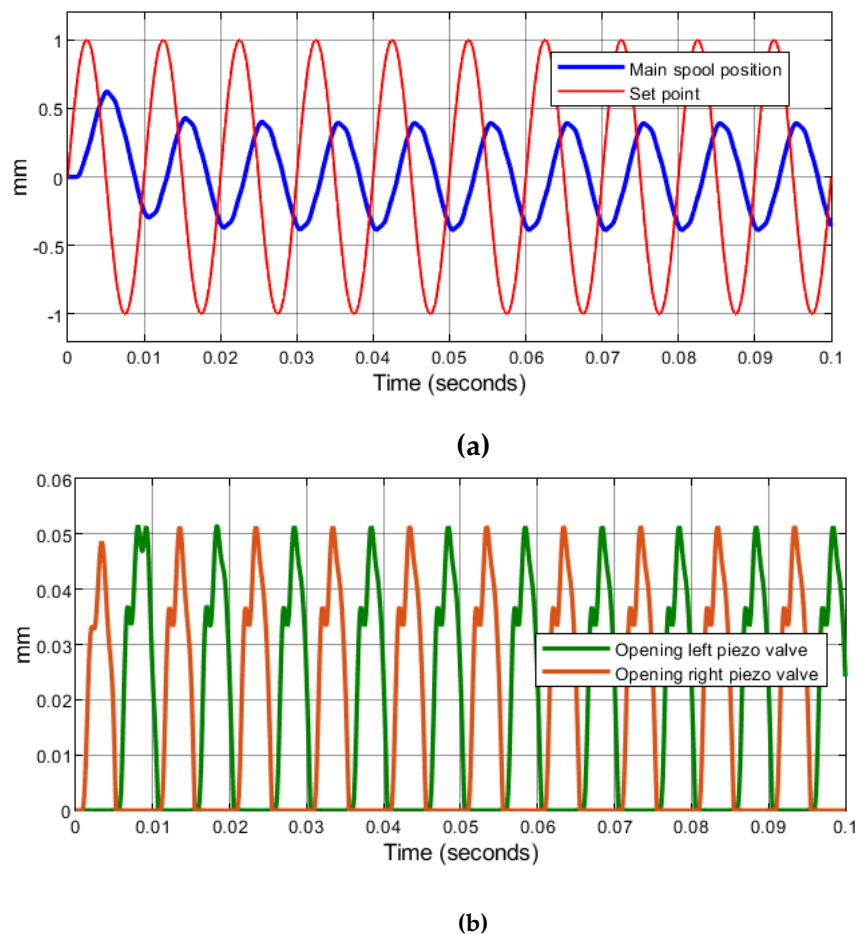 1
0.5
0
-0.5
-1
mm
Main spool position
Set point
0 0.01 0.02 0.03 0.04 0.05 0.06 0.07 0.08 0.09 0.1
Time (seconds)
(a)
0.06
0.05
0.04
0.03
0.02
0.01
0
mm
Opening left piezo valve
Opening right piezo valve
0 0.01 0.02 0.03 0.04 0.05 0.06 0.07 0.08 0.09 0.1
Time (seconds)
(b)